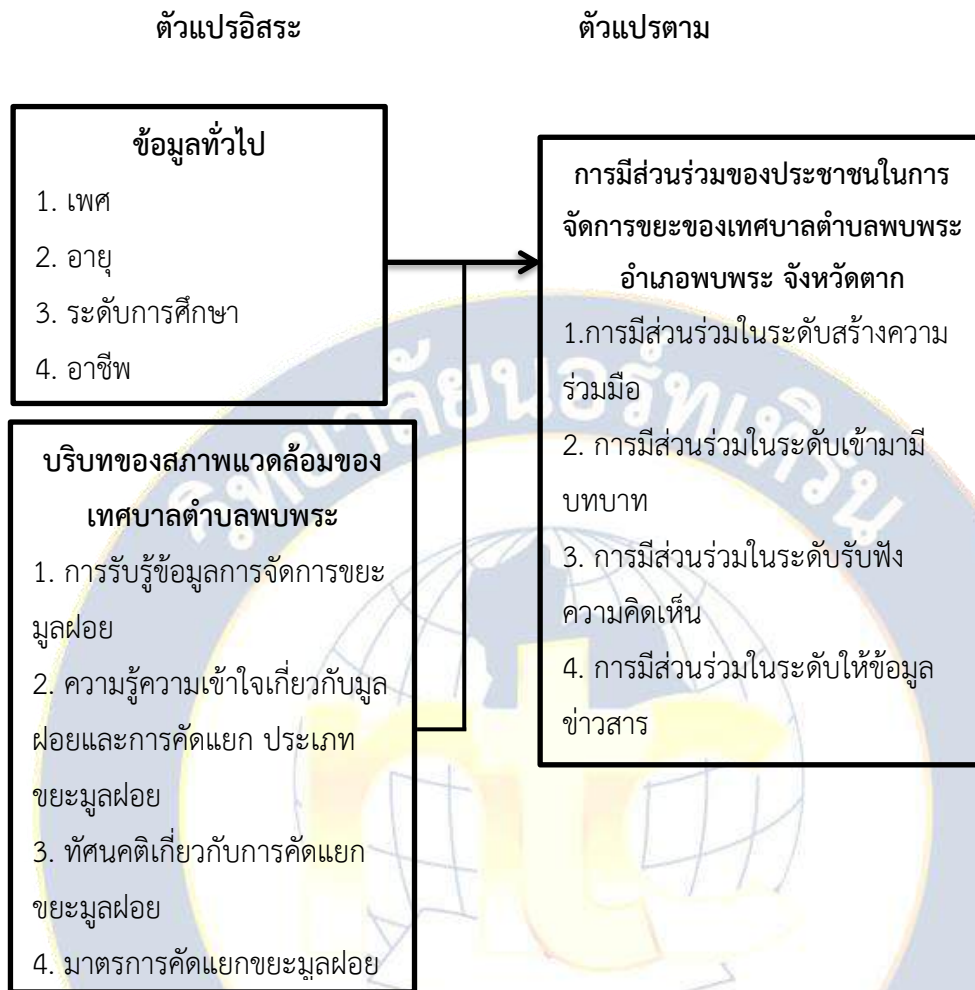 ตัวแปรอิสระ
ตัวแปรตาม
ข้อมูลทั่วไป
1. เพศ
2. อายุ
3. ระดับการศึกษา
4. อาชีพ
บริบทของสภาพแวดล้อมของ
เทศบาลตำบลพบพระ
1. การรับรู้ข้อมูลการจัดการขยะ
มูลฝอย
2. ความรู้ความเข้าใจเกี่ยวกับมูล
ฝอยและการคัดแยก ประเภท
ขยะมูลฝอย
3. ทัศนคติเกี่ยวกับการคัดแยก
ขยะมูลฝอย
4. มาตรการคัดแยกขยะมูลฝอย
การมีส่วนร่วมของประชาชนในการ
จัดการขยะของเทศบาลตำบลพบพระ
อำเภอพบพระ จังหวัดตาก
1.การมีส่วนร่วมในระดับสร้างความ
ร่วมมือ
2. การมีส่วนร่วมในระดับเข้ามามี
บทบาท
3. การมีส่วนร่วมในระดับรับฟัง
ความคิดเห็น
4. การมีส่วนร่วมในระดับให้ข้อมูล
ข่าวสาร
วิทยาลัยนอร์ทเทิร์น
ntc